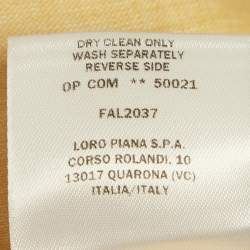 DRY CLEAN ONLY
WASH SEPARATELY
REVERSE SIDE
OP COM ** 50021
FAL2037
LORO PIANA S.P.A.
CORSO ROLANDI, 10
13017 QUARONA (VC)
ITALIA/ITALY